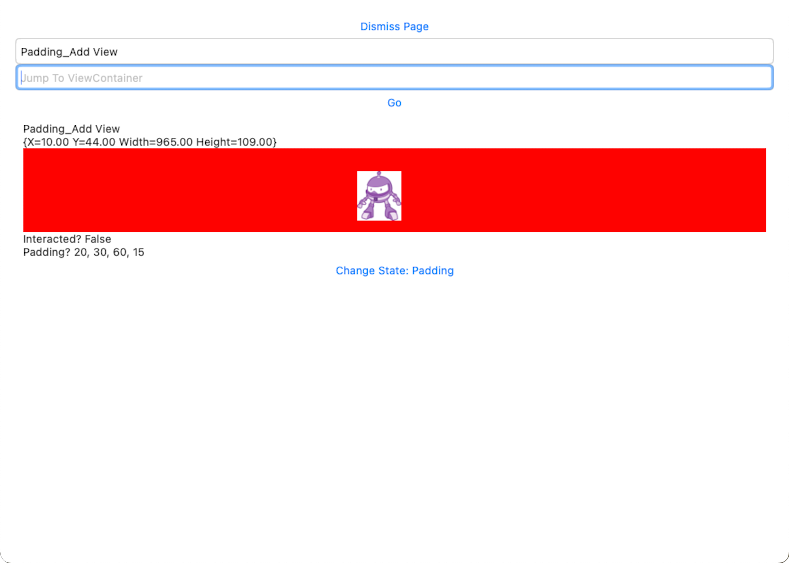 Dismiss Page
Padding_Add View
Jump To ViewContainer
Go
Padding_Add View
{X=10.00 Y=44.00 Width=965.00 Height=109.00}
Interacted? False
Padding? 20, 30, 60, 15
Change State: Padding